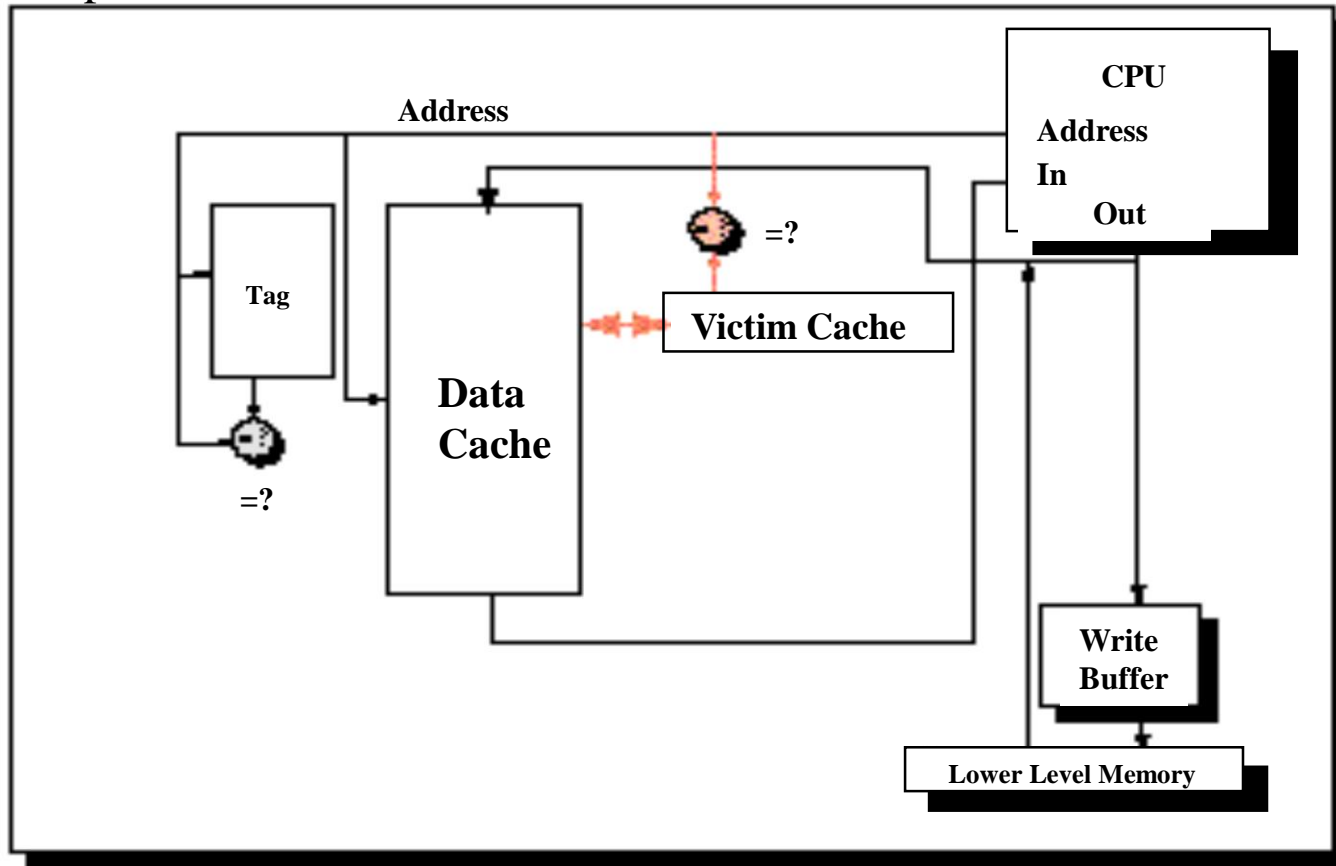 CPU
Address
Address
In
Out
=?
Tag
Victim Cache
Data
Cache
=?
Write
Buffer
Lower Level Memory